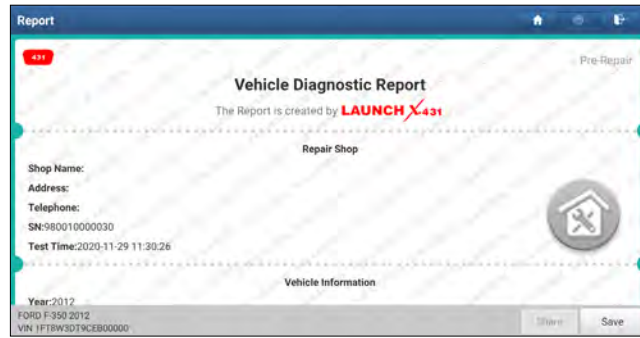 Report
431
Pre-Repair
Vehicle Diagnostic Report
The Report is created by LAUNCH X-431
Repair Shop
Shop Name:
Address:
Telephone:
SN:980010000030
Test Time:2020-11-29 11:30:26
Vehicle Information
Year:2012
FORD F-350 2012
VIN 1FT8W3DT9CEB00000
Share
Save